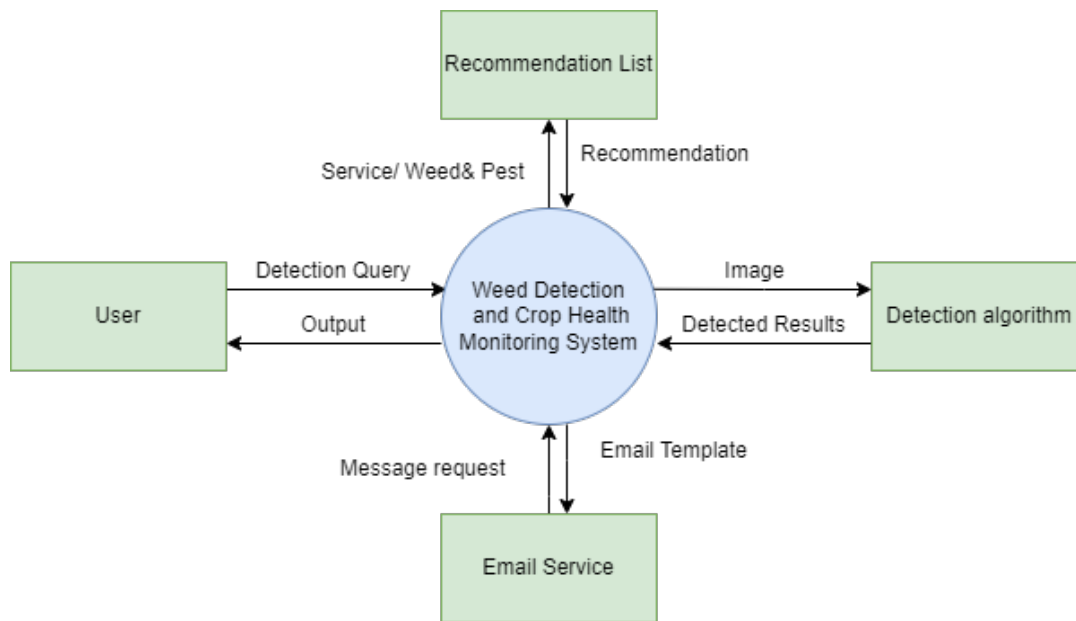 Recommendation List
Service/ Weed& Pest
Recommendation
User
Detection Query
Output
Weed Detection
and Crop Health
Monitoring System
Image
Detected Results
Detection algorithm
Message request
Email Template
Email Service